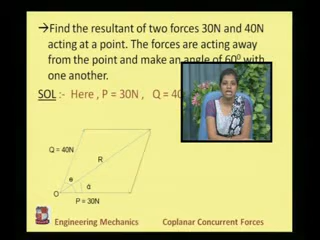 →Find the resultant of two forces 30N and 40N
acting at a point. The forces are acting away
from the point and make an angle of 60⁰ with
one another.
SOL :- Here , P = 30N , Q = 40
Q = 40N
R
θ
α
O
P = 30N
Engineering Mechanics Coplanar Concurrent Forces